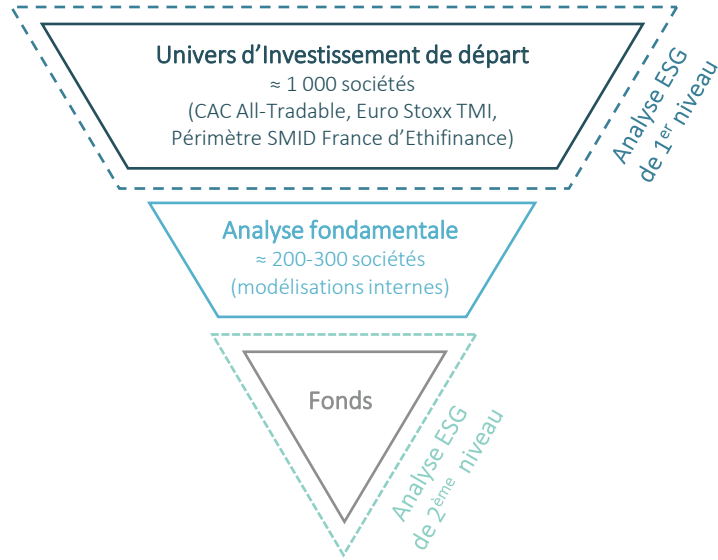 Univers d’Investissement de départ
≈ 1 000 sociétés
(CAC All-Tradable, Euro Stoxx TMI,
Périmètre SMID France d’Ethifinance)
Analyse ESG
de 1er niveau
Analyse fondamentale
≈ 200-300 sociétés
(modélisations internes)
Fonds
Analyse ESG
de 2ème niveau